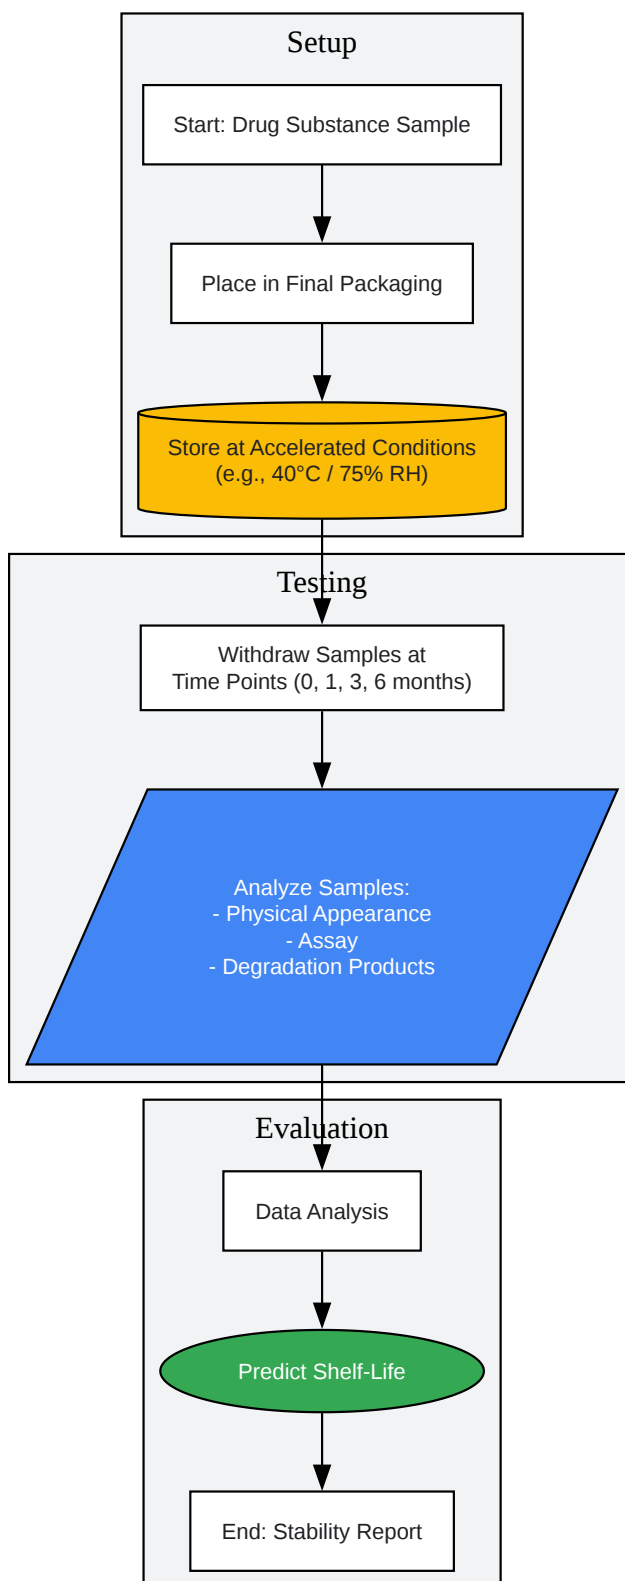 Setup
Start: Drug Substance Sample
Place in Final Packaging
Store at Accelerated Conditions
(e.g., 40°C / 75% RH)
Testing
Withdraw Samples at
Time Points (0, 1, 3, 6 months)
Analyze Samples:
- Physical Appearance
- Assay
- Degradation Products
Evaluation
Data Analysis
Predict Shelf-Life
End: Stability Report